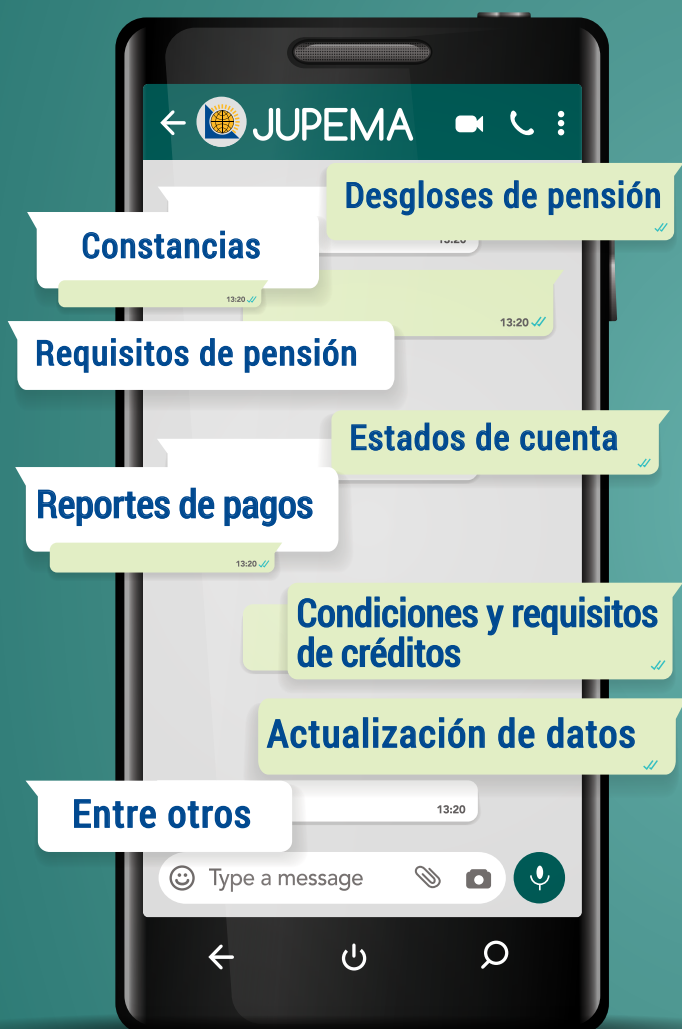 JUPEMA
Desgloses de pensión
13:20
Constancias
13:20
13:20
Requisitos de pensión
Estados de cuenta
Reportes de pagos
13:20
Condiciones y requisitos
de créditos
Actualización de datos
Entre otros
13:20
Type a message